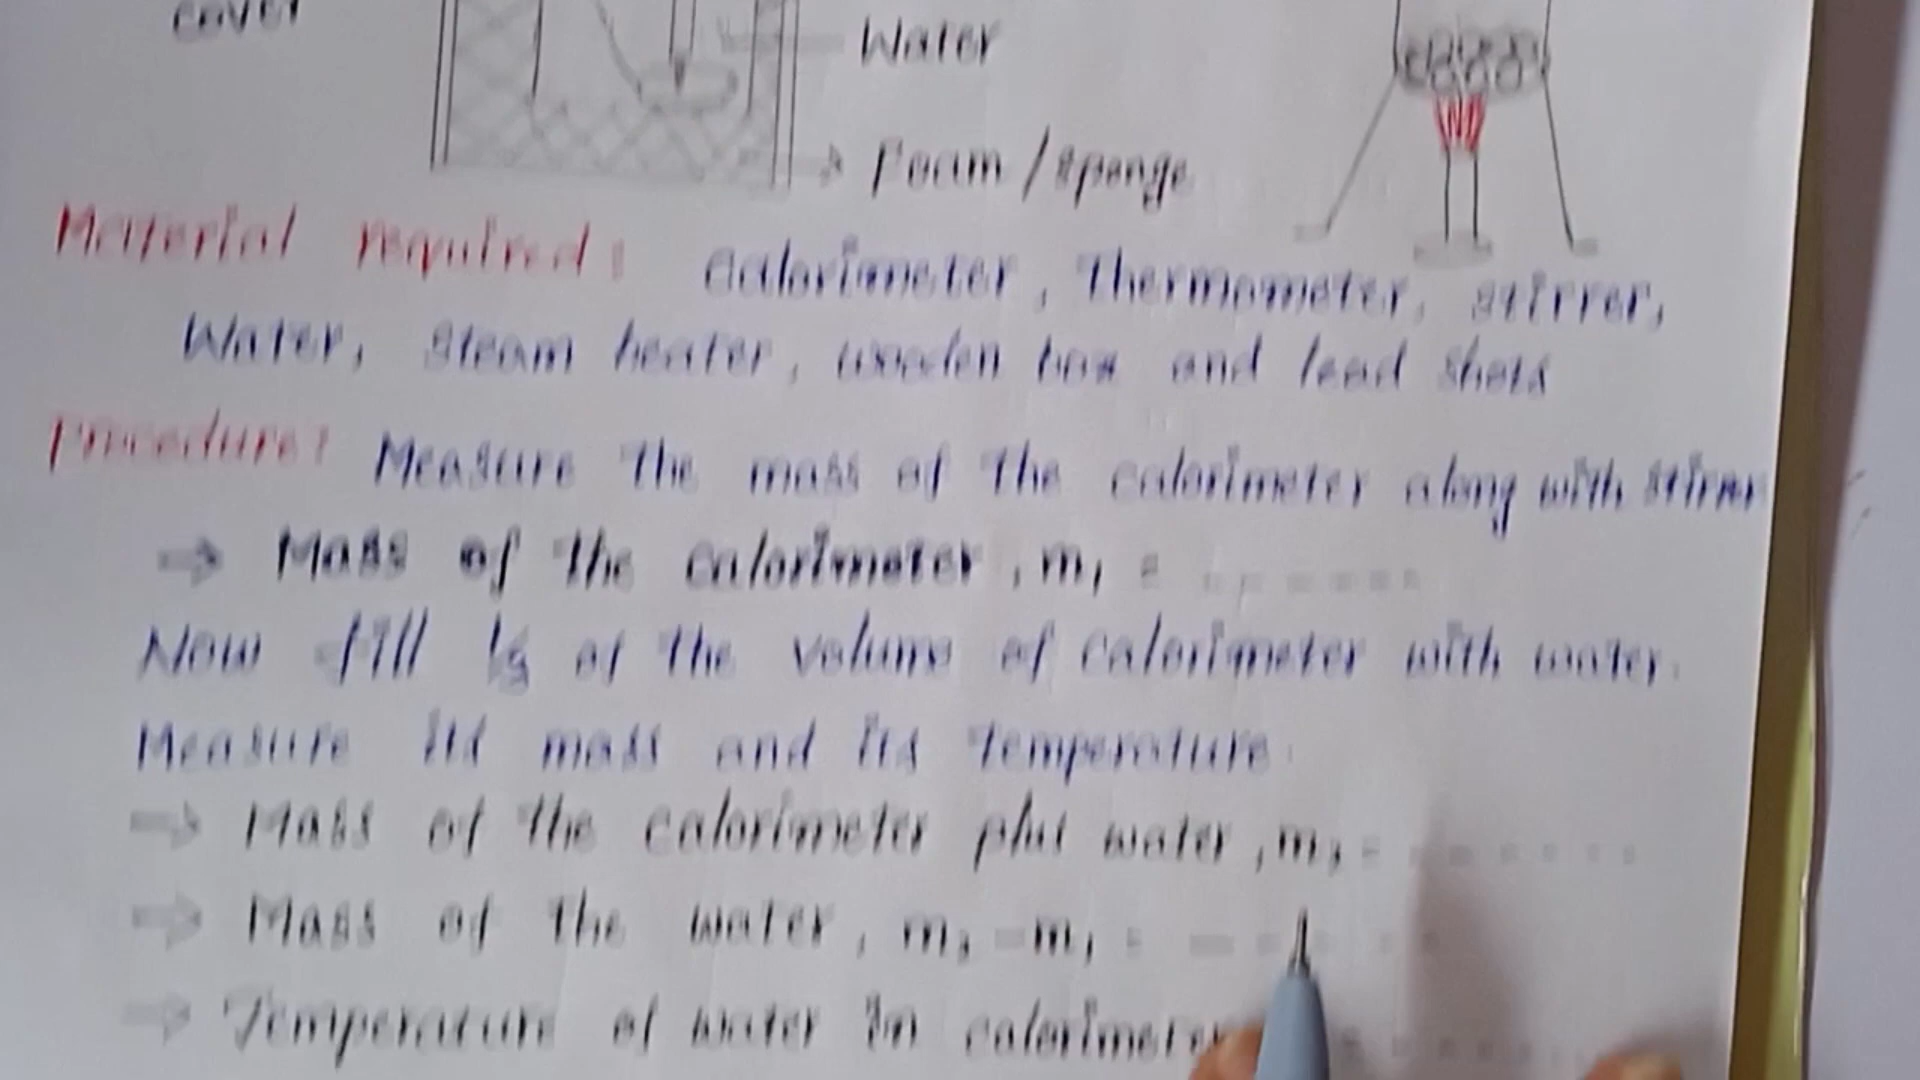 cover
Water
Foam / sponge
Material required: Calorimeter, Thermometer, stirrer,
Water, Steam heater, wooden box and lead shots
Procedure: Measure the mass of the calorimeter along with stirrer
⇒ Mass of the calorimeter, m₁ = .......
Now fill 1/3 of the volume of calorimeter with water.
Measure its mass and its temperature.
⇒ Mass of the calorimeter plus water, m₂ = .......
⇒ Mass of the water, m₂ - m₁ = .......
⇒ Temperature of water in calorimeter